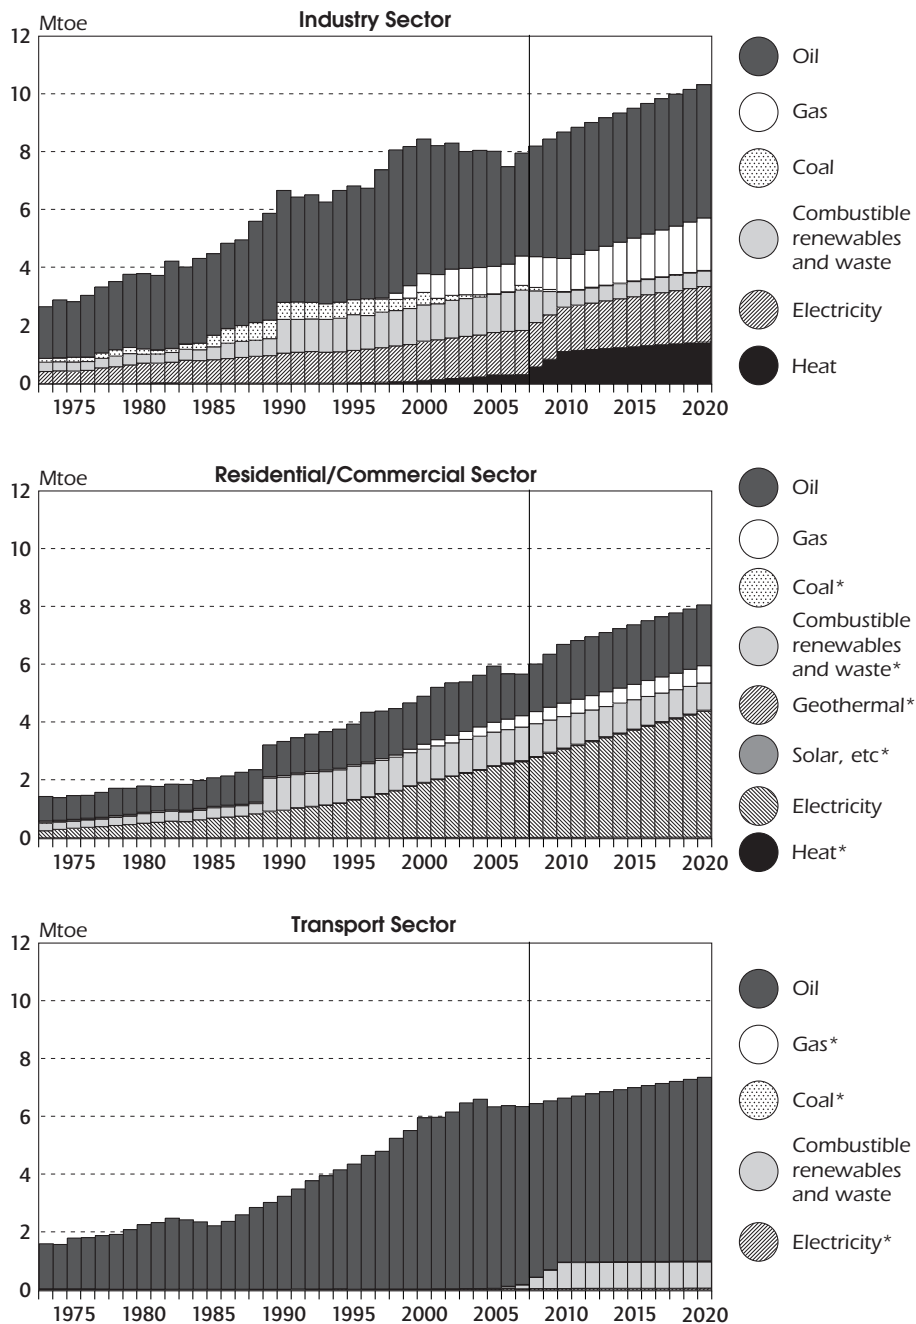 Industry Sector
Mtoe
12
10
8
6
4
2
0
1975 1980 1985 1990 1995 2000 2005 2010 2015 2020
Oil
Gas
Coal
Combustible
renewables
and waste
Electricity
Heat
Residential/Commercial Sector
Mtoe
12
10
8
6
4
2
0
1975 1980 1985 1990 1995 2000 2005 2010 2015 2020
Oil
Gas
Coal*
Combustible
renewables
and waste*
Geothermal*
Solar, etc*
Electricity
Heat*
Transport Sector
Mtoe
12
10
8
6
4
2
0
1975 1980 1985 1990 1995 2000 2005 2010 2015 2020
Oil
Gas*
Coal*
Combustible
renewables
and waste
Electricity*